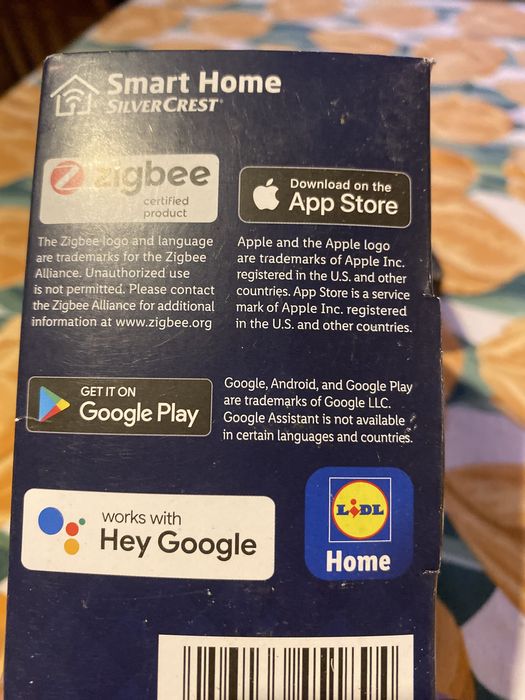 Smart Home
SILVERCREST®
zigbee
certified
product
Download on the
App Store
The Zigbee logo and language
are trademarks for the Zigbee
Alliance. Unauthorized use
is not permitted. Please contact
the Zigbee Alliance for additional
information at www.zigbee.org
Apple and the Apple logo
are trademarks of Apple Inc.
registered in the U.S. and other
countries. App Store is a service
mark of Apple Inc. registered
in the U.S. and other countries.
GET IT ON
Google Play
Google, Android, and Google Play
are trademarks of Google LLC.
Google Assistant is not available
in certain languages and countries.
works with
Hey Google
LIDL
Home